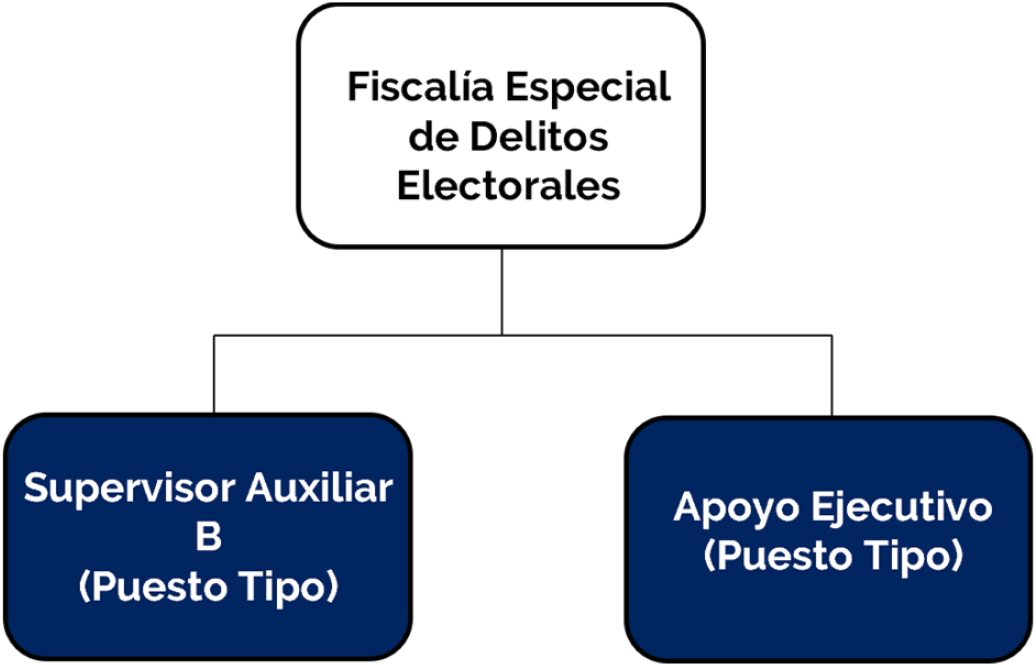 Fiscalía Especial
de Delitos
Electorales
Supervisor Auxiliar
B
(Puesto Tipo)
Apoyo Ejecutivo
(Puesto Tipo)